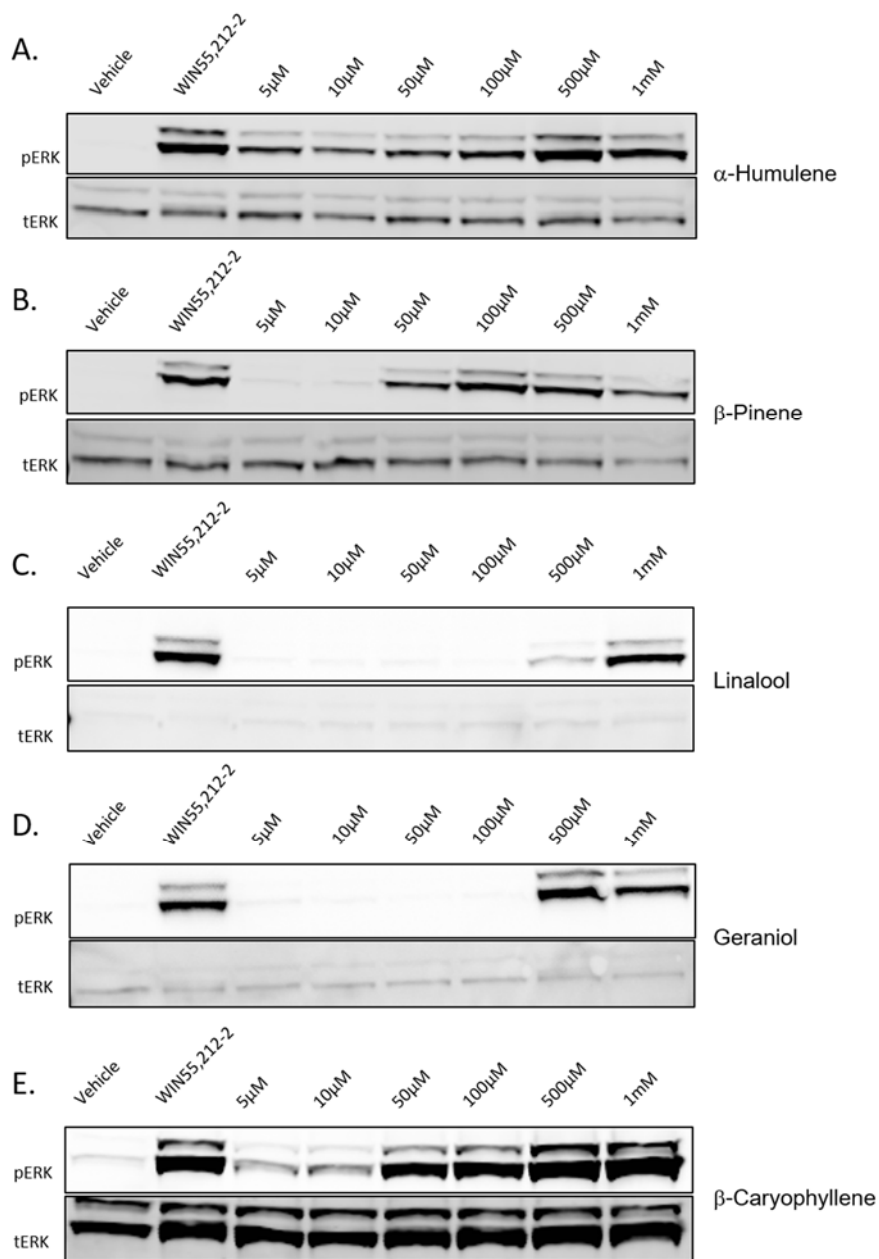 A.
Vehicle WIN55,212-2 5µM 10µM 50µM 100µM 500µM 1mM
pERK
α-Humulene
tERK
B.
Vehicle WIN55,212-2 5µM 10µM 50µM 100µM 500µM 1mM
pERK
β-Pinene
tERK
C.
Vehicle WIN55,212-2 5µM 10µM 50µM 100µM 500µM 1mM
pERK
Linalool
tERK
D.
Vehicle WIN55,212-2 5µM 10µM 50µM 100µM 500µM 1mM
pERK
Geraniol
tERK
E.
Vehicle WIN55,212-2 5µM 10µM 50µM 100µM 500µM 1mM
pERK
β-Caryophyllene
tERK